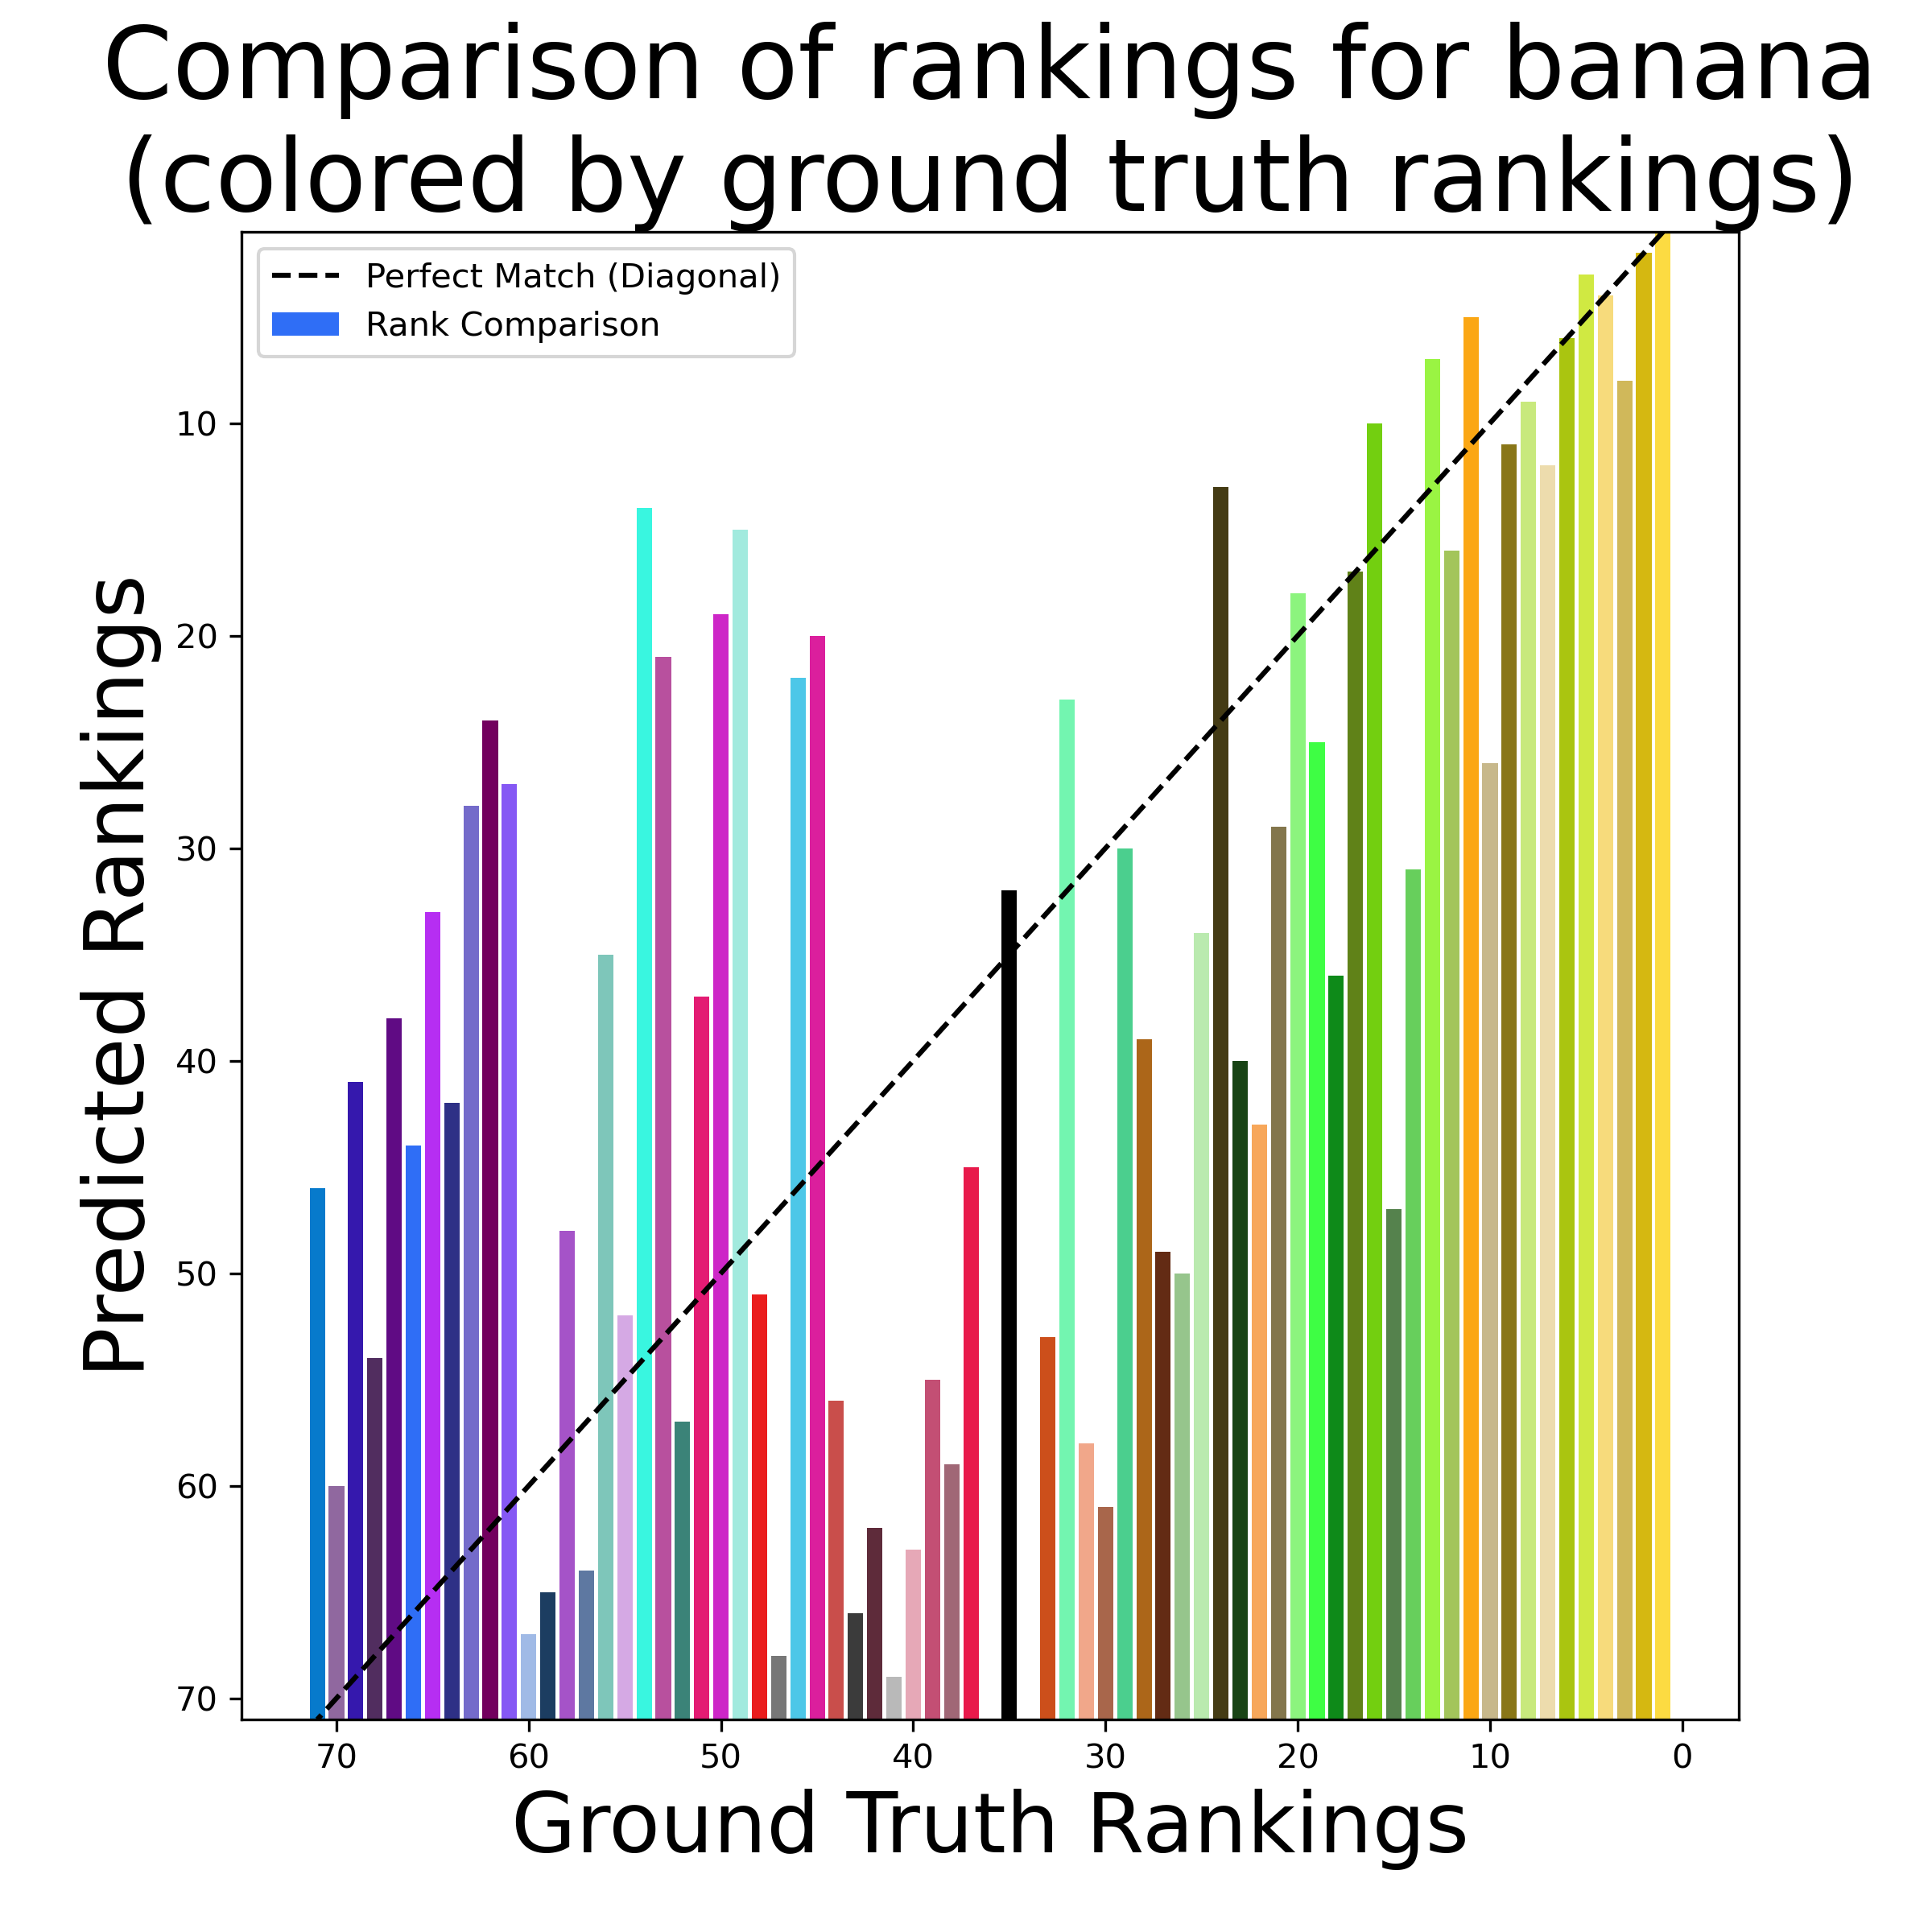 Comparison of rankings for banana
(colored by ground truth rankings)
Perfect Match (Diagonal)
Rank Comparison
Predicted Rankings
10
20
30
40
50
60
70
70 60 50 40 30 20 10 0
Ground Truth Rankings